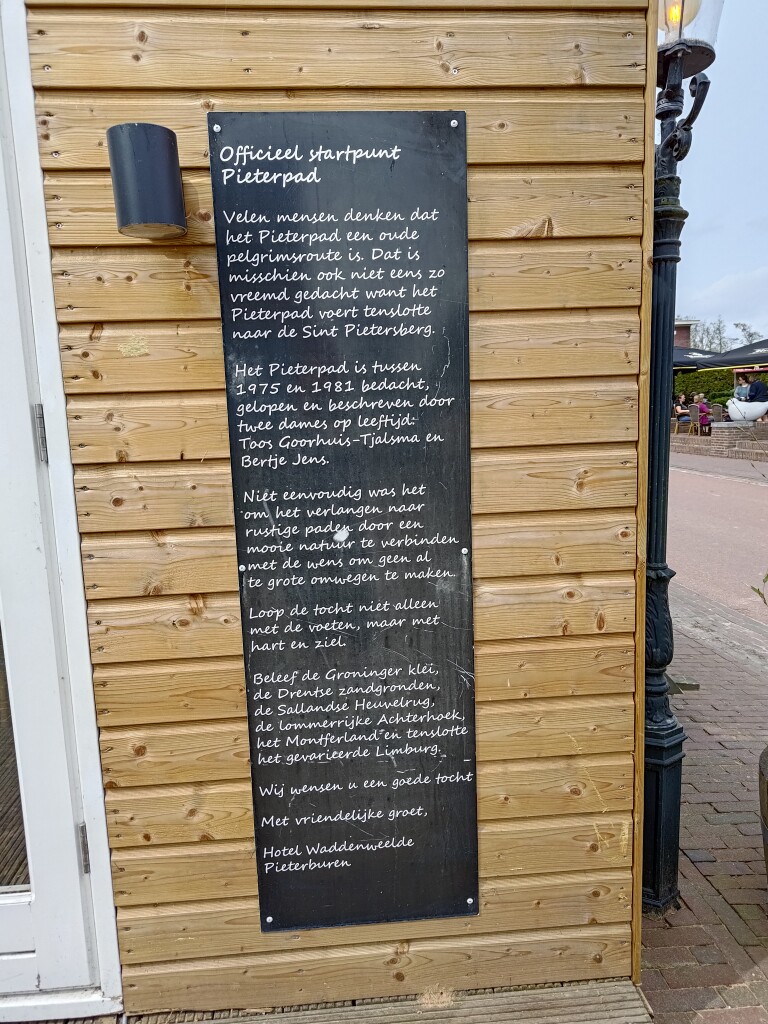 Officieel startpunt
Pieterpad
Velen mensen denken dat
het Pieterpad een oude
pelgrimsroute is. Dat is
misschien ook niet eens zo
vreemd gedacht want het
Pieterpad voert tenslotte
naar de Sint Pietersberg.
Het Pieterpad is tussen
1975 en 1981 bedacht,
gelopen en beschreven door
twee dames op leeftijd:
Toos Goorhuis-Tjalsma en
Bertje Jens.
Niet eenvoudig was het
om het verlangen naar
rustige paden door een
mooie natuur te verbinden
met de wens om geen al
te grote omwegen te maken.
Loop de tocht niet alleen
met de voeten, maar met
hart en ziel.
Beleef de Groninger klei,
de Drentse zandgronden,
de Sallandse Heuvelrug,
de lommerrijke Achterhoek,
het Montferland en tenslotte
het gevarieerde Limburg.
Wij wensen u een goede tocht
Met vriendelijke groet,
Hotel Waddenweelde
Pieterburen